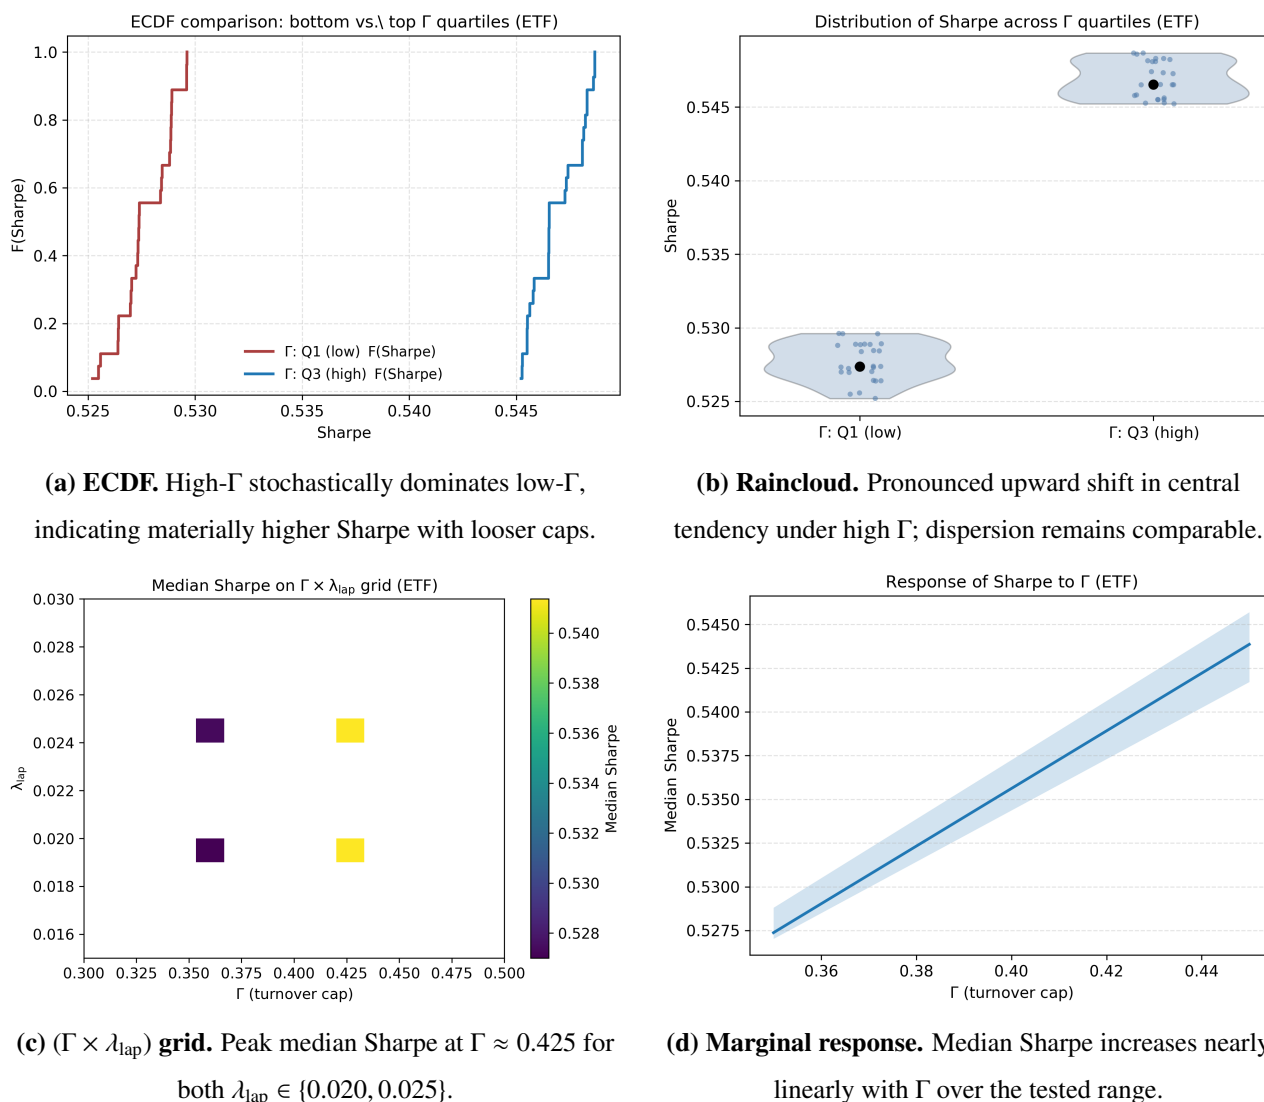 ECDF comparison: bottom vs.\ top Γ quartiles (ETF)
1.0
0.8
0.6
0.4
0.2
0.0
F(Sharpe)
Γ: Q1 (low) F(Sharpe)
Γ: Q3 (high) F(Sharpe)
0.525 0.530 0.535 0.540 0.545
Sharpe
(a) ECDF. High-Γ stochastically dominates low-Γ,
indicating materially higher Sharpe with looser caps.
Distribution of Sharpe across Γ quartiles (ETF)
0.545
0.540
0.535
0.530
0.525
Sharpe
Γ: Q1 (low) Γ: Q3 (high)
(b) Raincloud. Pronounced upward shift in central
tendency under high Γ; dispersion remains comparable.
Median Sharpe on Γ × λlap grid (ETF)
0.030
0.028
0.026
0.024
0.022
0.020
0.018
0.016
λlap
0.300 0.325 0.350 0.375 0.400 0.425 0.450 0.475 0.500
Γ (turnover cap)
0.540
0.538
0.536
0.534
0.532
0.530
0.528
Median Sharpe
(c) (Γ × λlap) grid. Peak median Sharpe at Γ ≈ 0.425 for
both λlap ∈ {0.020, 0.025}.
Response of Sharpe to Γ (ETF)
0.5450
0.5425
0.5400
0.5375
0.5350
0.5325
0.5300
0.5275
Median Sharpe
0.36 0.38 0.40 0.42 0.44
Γ (turnover cap)
(d) Marginal response. Median Sharpe increases nearly
linearly with Γ over the tested range.